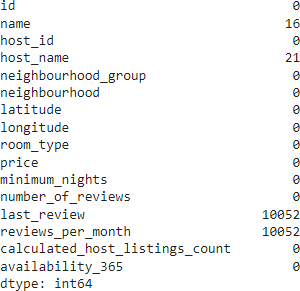 id 0
name 16
host_id 0
host_name 21
neighbourhood_group 0
neighbourhood 0
latitude 0
longitude 0
room_type 0
price 0
minimum_nights 0
number_of_reviews 0
last_review 10052
reviews_per_month 10052
calculated_host_listings_count 0
availability_365 0
dtype: int64